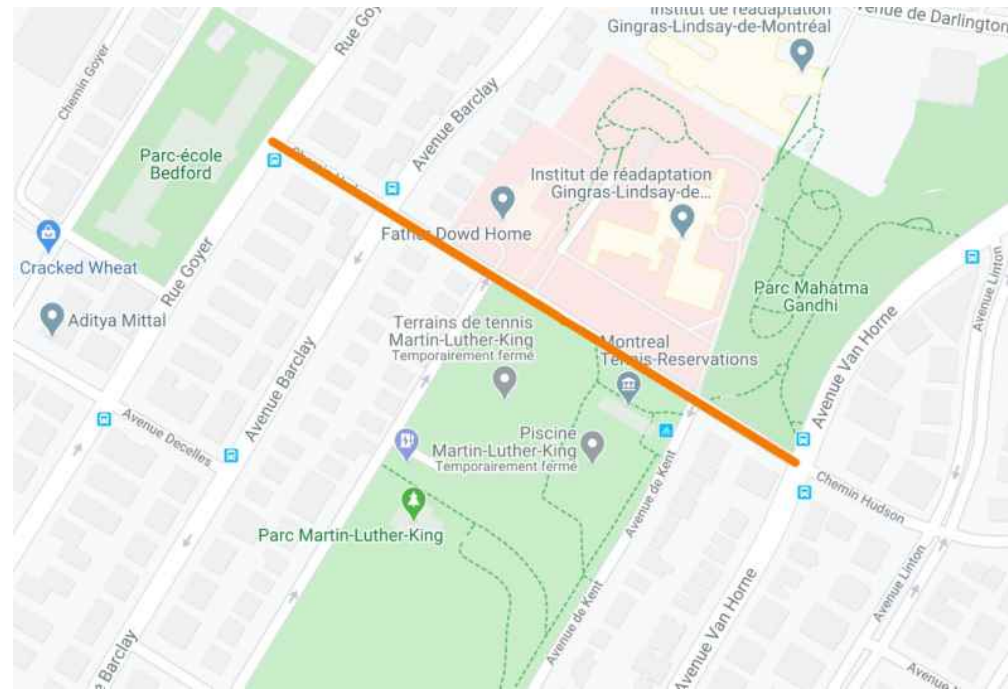 Institut de réadaptation
Gingras-Lindsay-de-Montréal
Avenue de Darlington
Rue Goyer
Chemin Goyer
Avenue Barclay
Parc-école
Bedford
Chemin
Institut de réadaptation
Gingras-Lindsay-de...
Father Dowd Home
Cracked Wheat
Rue Goyer
Parc Mahatma
Gandhi
Avenue Linton
Aditya Mittal
Terrains de tennis
Martin-Luther-King
Temporairement fermé
Montreal
Tennis-Reservations
Avenue Van Horne
Avenue Barclay
Avenue Decelles
Piscine
Martin-Luther-King
Temporairement fermé
Avenue de Kent
Chemin Hudson
Parc Martin-Luther-King
Avenue Linton
Avenue de Kent
Avenue Van Horne
Barclay
Avenue